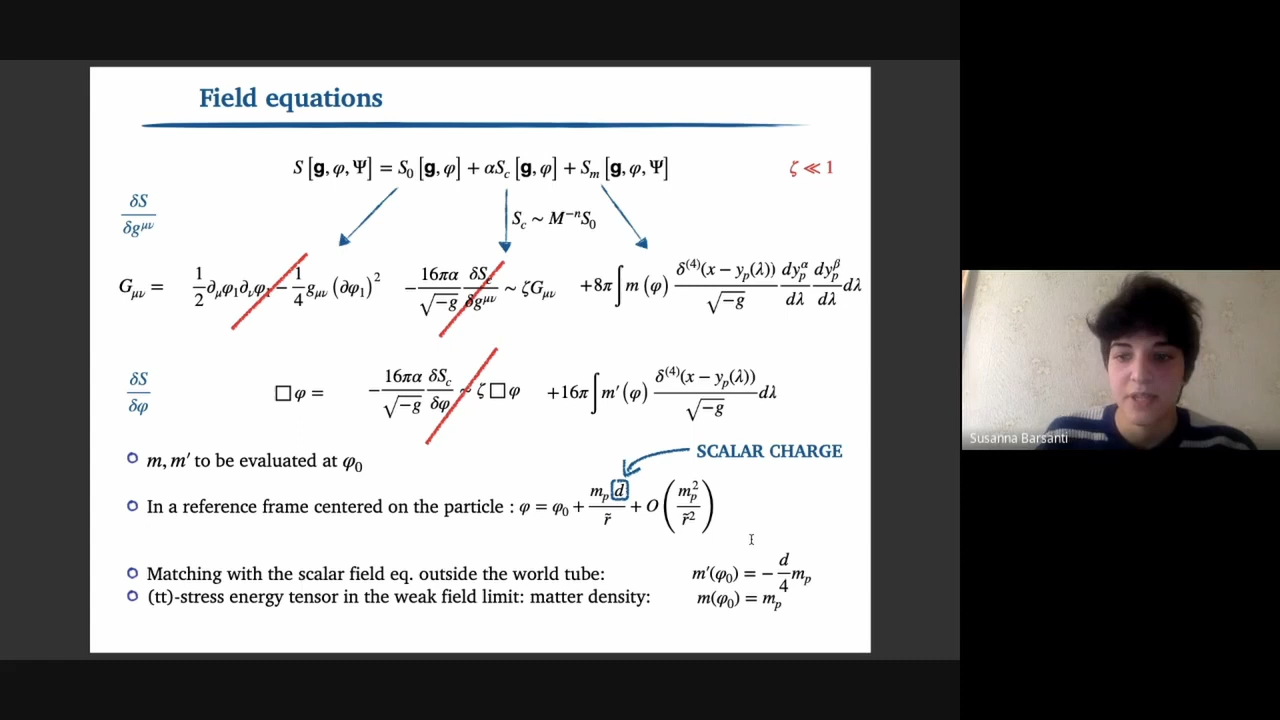 Field equations
S [g, φ, Ψ] = S₀ [g, φ] + αS_c [g, φ] + S_m [g, φ, Ψ]
ζ ≪ 1
δS/δg^{μν}
S_c ~ M^{-n}S₀
G_{μν} = 1/2 ∂_μφ₁∂_νφ₁ − 1/4 g_{μν} (∂φ₁)² − 16πα/√−g δS_c/δg^{μν} ~ ζG_{μν} +8π∫m (φ) δ^{(4)}(x − y_p(λ))/√−g dy_p^α/dλ dy_p^β/dλ dλ
δS/δφ
□φ = − 16πα/√−g δS_c/δφ ~ ζ□φ +16π∫m′(φ) δ^{(4)}(x − y_p(λ))/√−g dλ
m, m′ to be evaluated at φ₀
SCALAR CHARGE
In a reference frame centered on the particle : φ = φ₀ + m_p d/r̃ + O(m_p²/r̃²)
Matching with the scalar field eq. outside the world tube: m′(φ₀) = − d/4 m_p
(tt)-stress energy tensor in the weak field limit: matter density: m(φ₀) = m_p
Susanna Barsanti